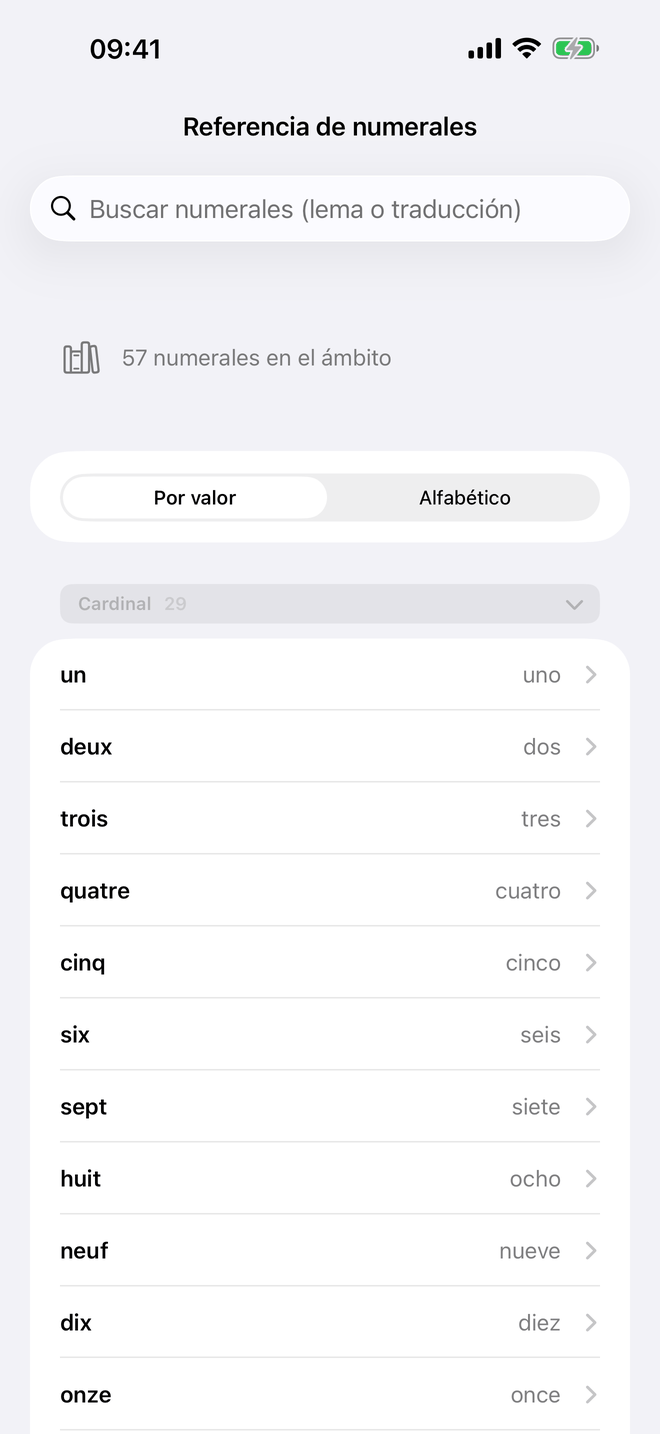 09:41
Referencia de numerales
Buscar numerales (lema o traducción)
57 numerales en el ámbito
Por valor Alfabético
Cardinal 29
un uno
deux dos
trois tres
quatre cuatro
cinq cinco
six seis
sept siete
huit ocho
neuf nueve
dix diez
onze once